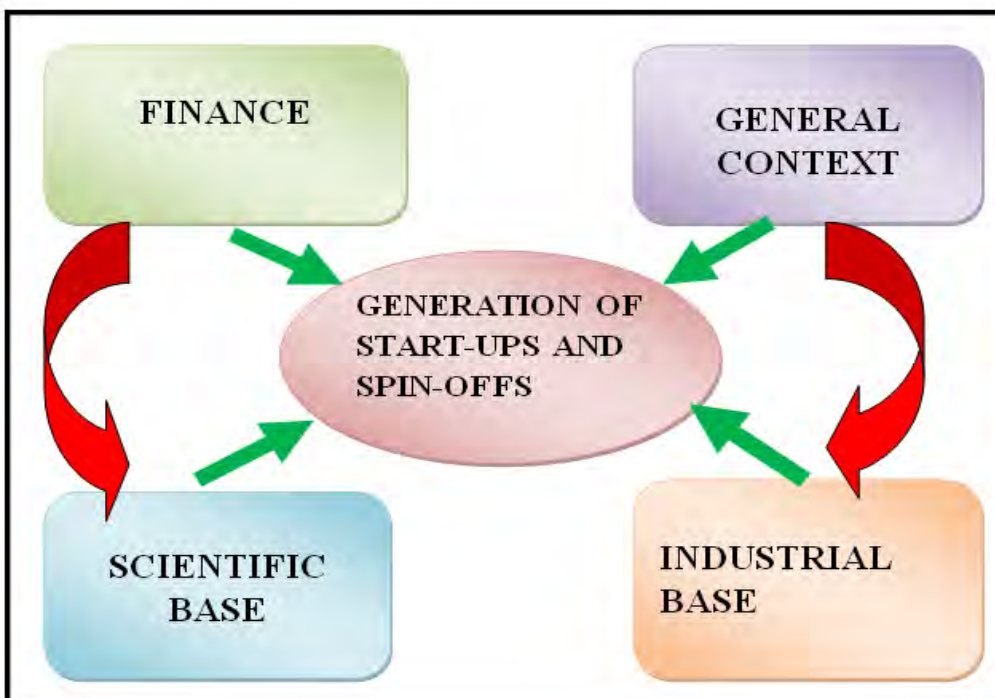 FINANCE
GENERAL
CONTEXT
GENERATION OF
START-UPS AND
SPIN-OFFS
SCIENTIFIC
BASE
INDUSTRIAL
BASE